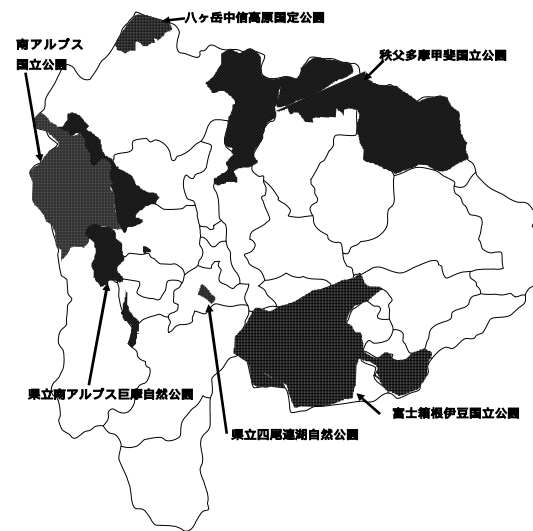 八ヶ岳中信高原国定公園
南アルプス
国立公園
秩父多摩甲斐国立公園
県立南アルプス巨摩自然公園
富士箱根伊豆国立公園
県立四尾連湖自然公園